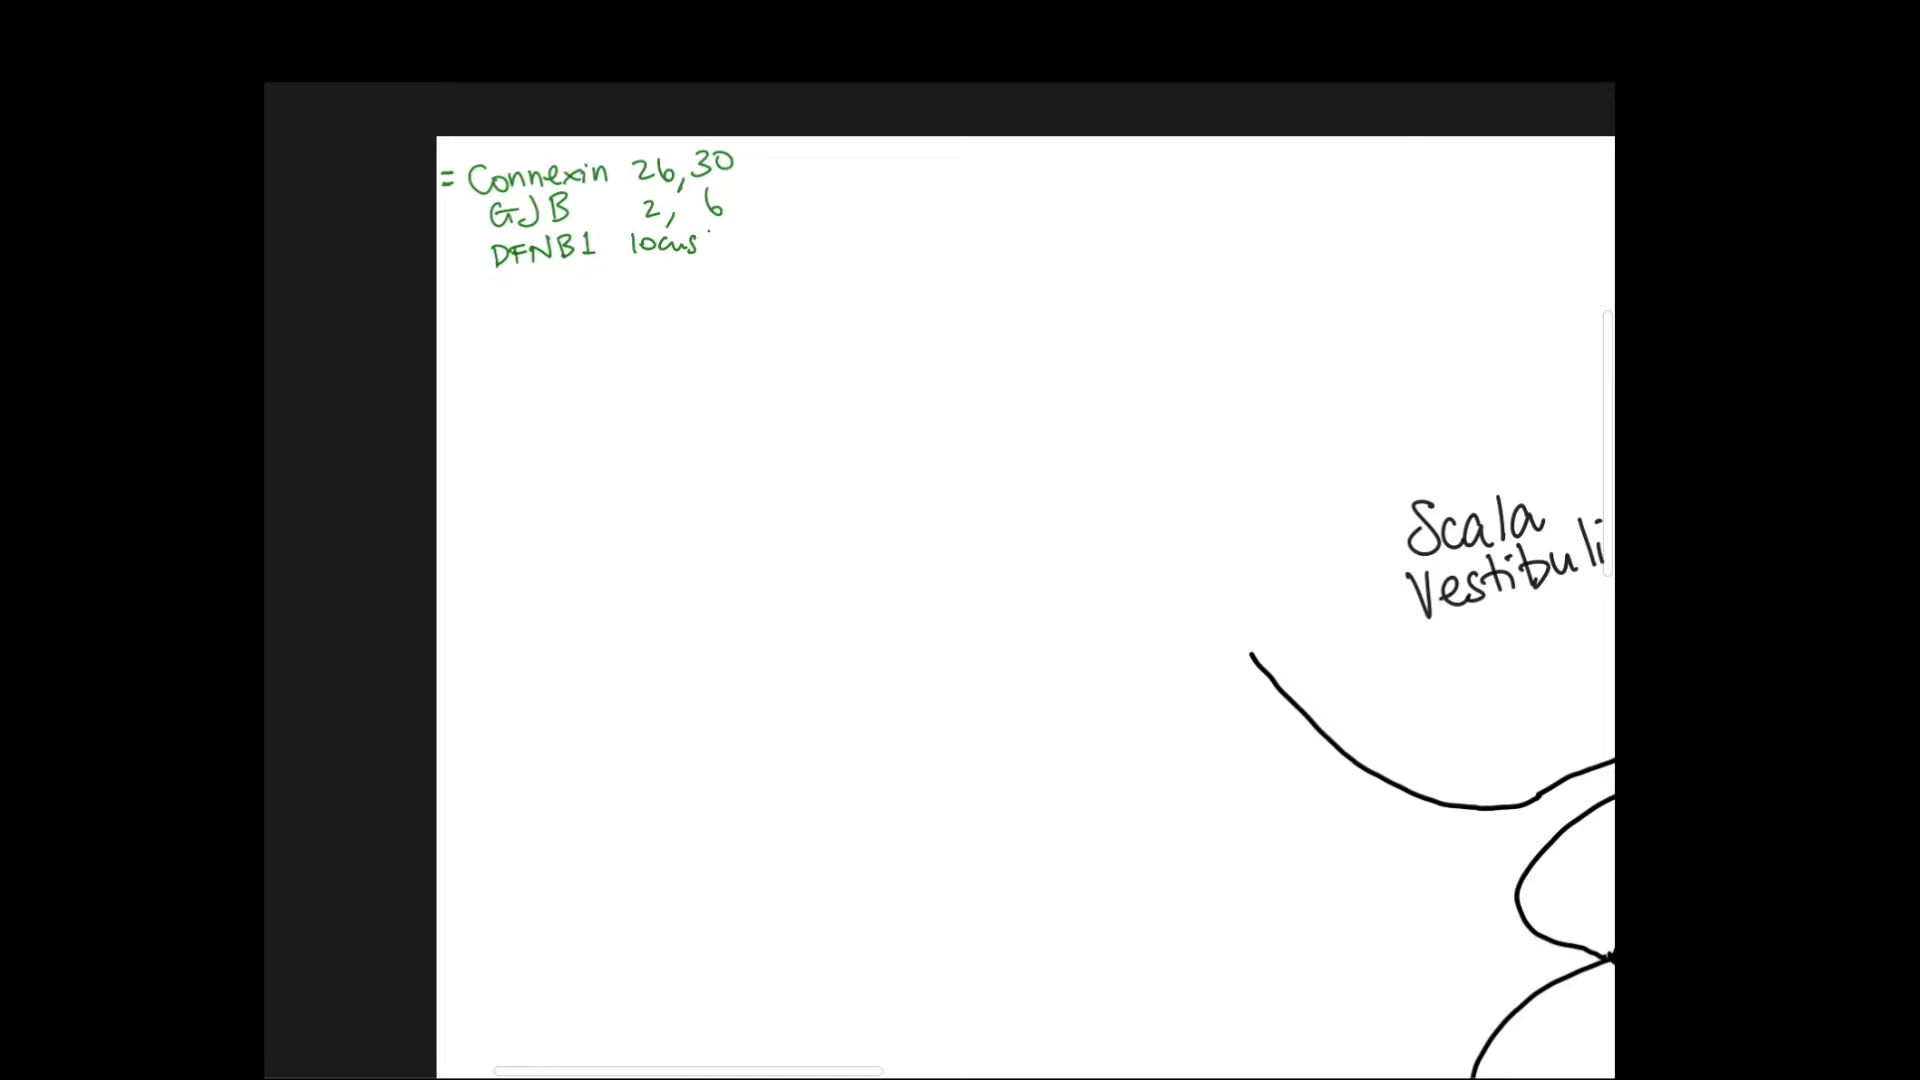 = Connexin 26, 30
GJB 2, 6
DFNB1 locus
Scala
Vestibuli